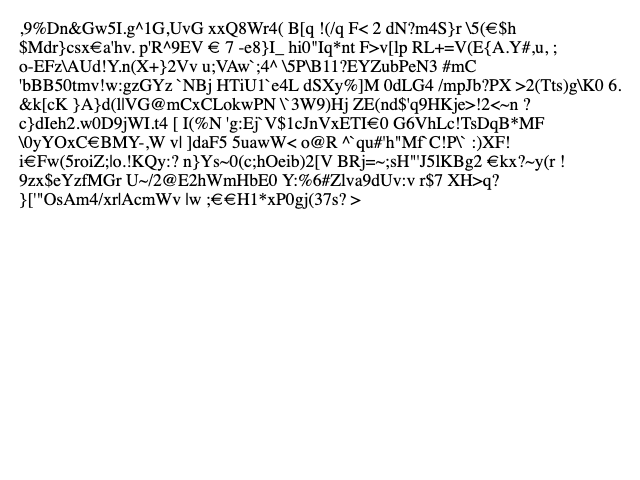 ,9%Dn&Gw5I.g^1G,UvG xxQ8Wr4( B[q !(/q F< 2 dN?m4S}r \5(€$h
$Mdr}csx€a'hv. p'R^9EV € 7 -e8}I_ hi0"Iq*nt F>v[lp RL+=V(E{A.Y#,u, ;
o-EFz\AUd!Y.n(X+}2Vv u;VAw`;4^ \5P\B11?EYZubPeN3 #mC
'bBB50tmv!w:gzGYz `NBj HTiU1`e4L dSXy%]M 0dLG4 /mpJb?PX >2(Tts)g\K0 6.
&k[cK }A}d(l|VG@mCxCLokwPN \`3W9)Hj ZE(nd$'q9HKje>!2<~n ?
c}dIeh2.w0D9jWI.t4 [ I(%N 'g:Ej`V$1cJnVxETI€0 G6VhLc!TsDqB*MF
\0yYOxC€BMY-,W v| ]daF5 5uawW< o@R ^`qu#'h"Mf`C!P\` :)XF!
i€Fw(5roiZ;lo.!KQy:? n}Ys~0(c;hOeib)2[V BRj=~;sH"'J5lKBg2 €kx?~y(r !
9zx$eYzfMGr U~/2@E2hWmHbE0 Y:%6#Zlva9dUv:v r$7 XH>q?
}['"OsAm4/xr|AcmWv |w ;€€H1*xP0gj(37s? >